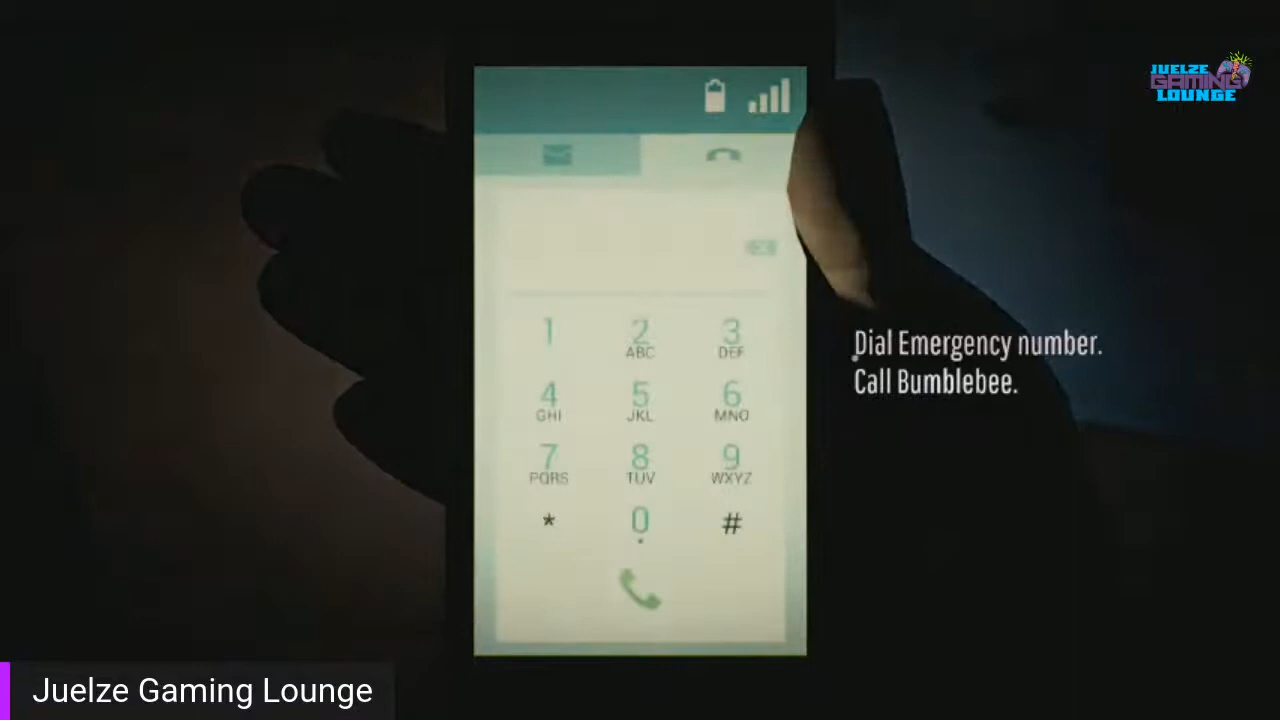 JUELZE
GAMING
LOUNGE
Dial Emergency number.
Call Bumblebee.
1
2
3
ABC
DEF
4
5
6
GHI
JKL
MNO
7
8
9
PQRS
TUV
WXYZ
*
0
#
Juelze Gaming Lounge